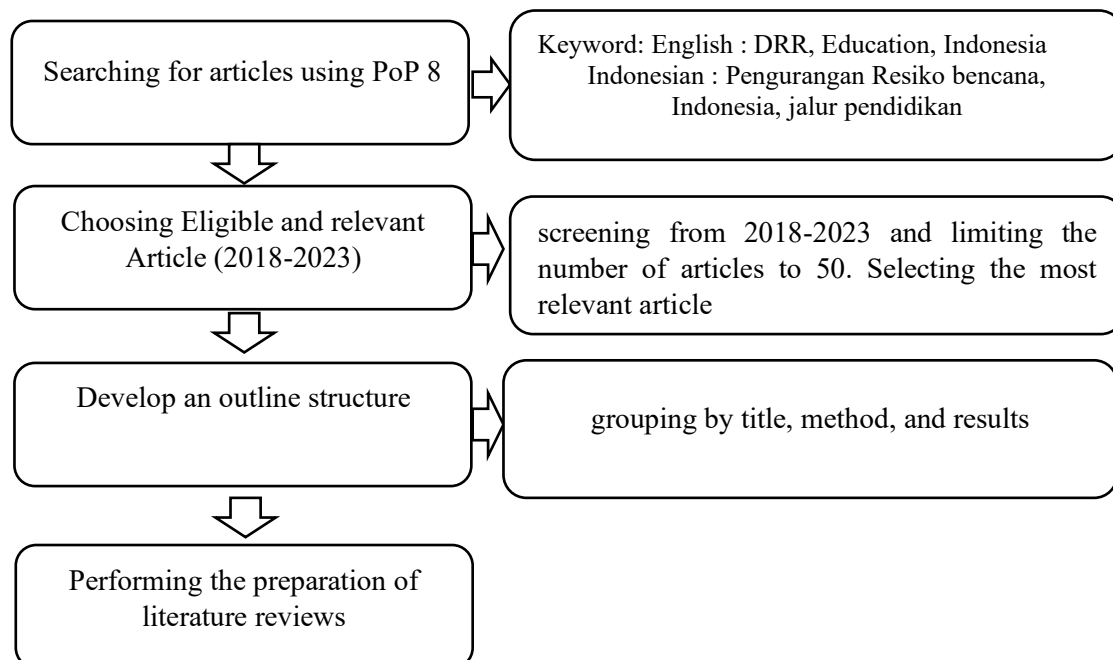 Searching for articles using PoP 8
Keyword: English : DRR, Education, Indonesia
Indonesian : Pengurangan Resiko bencana,
Indonesia, jalur pendidikan
Choosing Eligible and relevant
Article (2018-2023)
screening from 2018-2023 and limiting the
number of articles to 50. Selecting the most
relevant article
Develop an outline structure
grouping by title, method, and results
Performing the preparation of
literature reviews